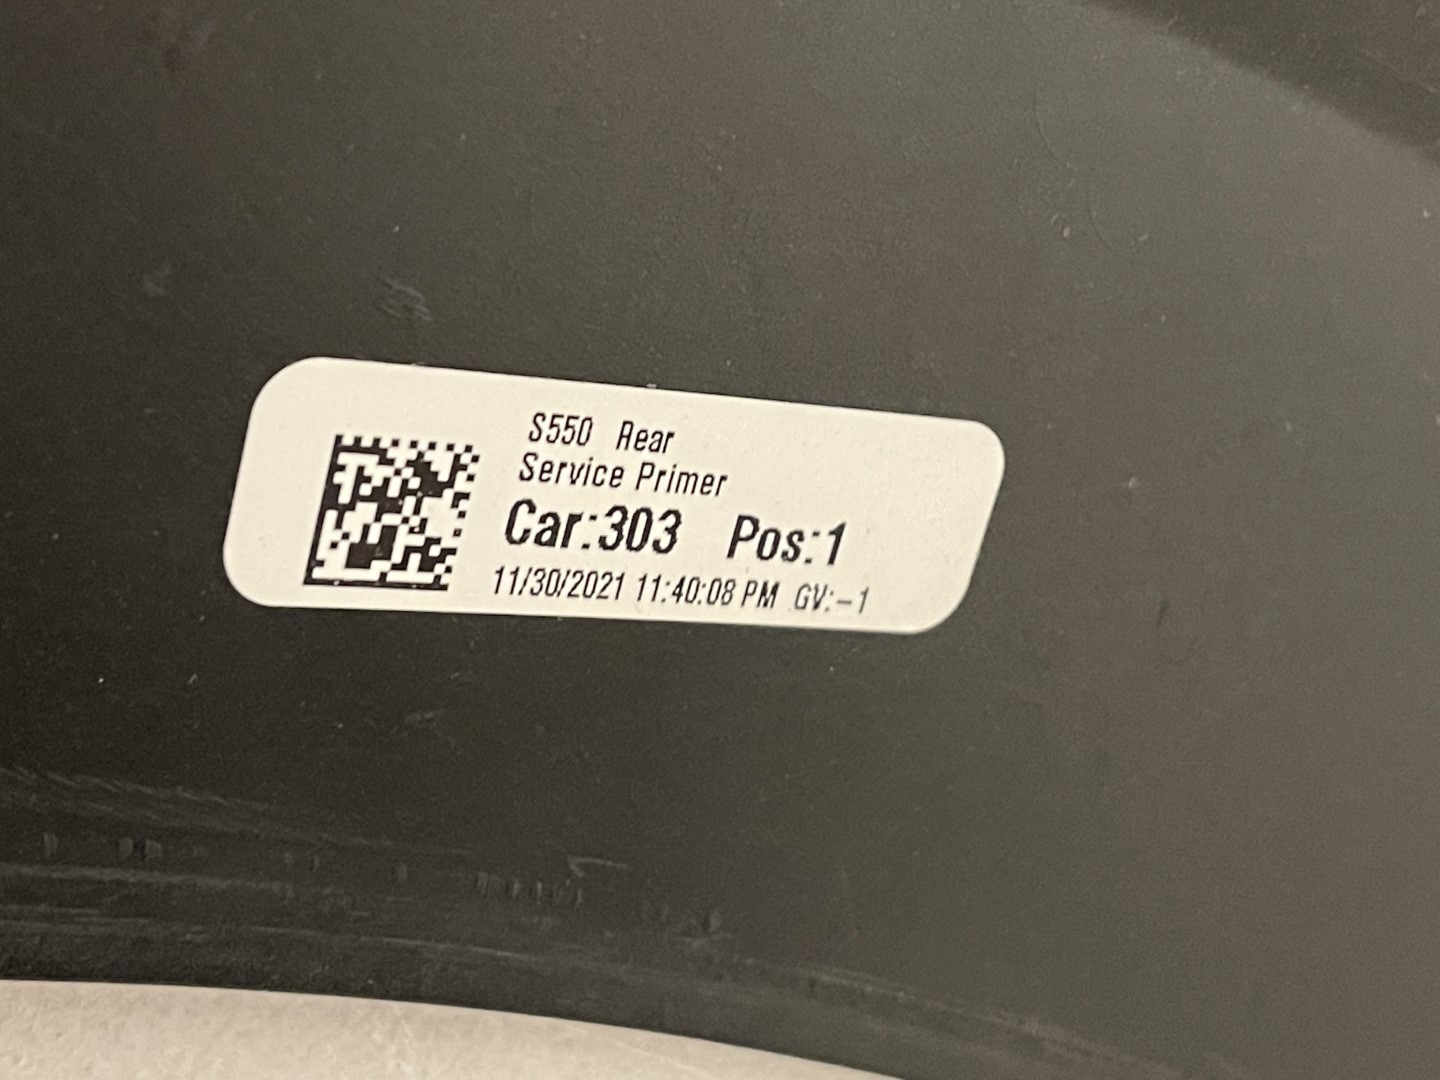 S550 Rear
Service Primer
Car:303 Pos:1
11/30/2021 11:40:08 PM GV:-1